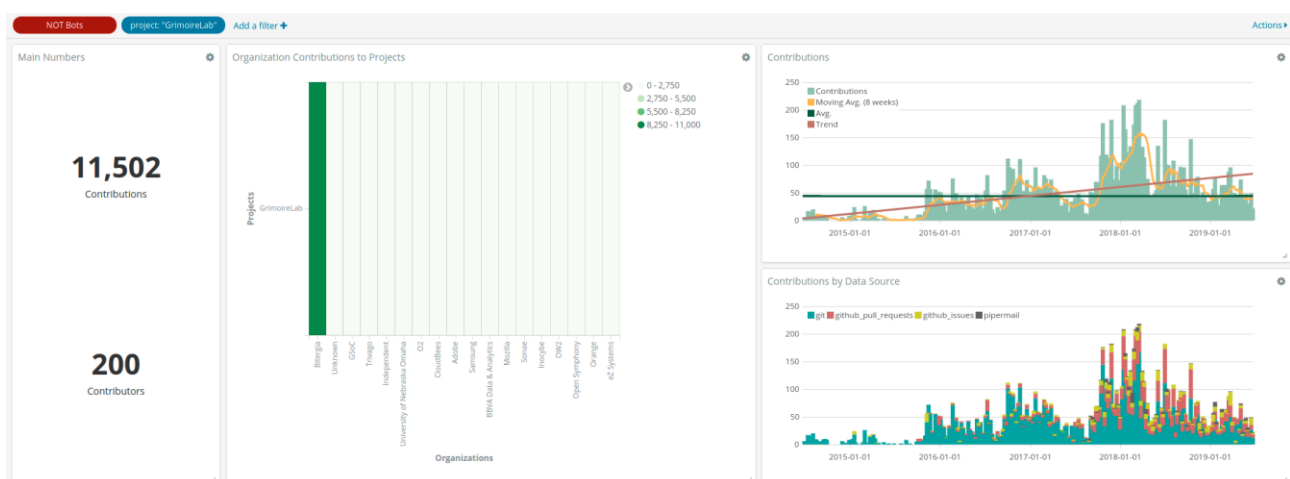 NOT Bots
project: "GrimoireLab"
Add a filter +
Actions
Main Numbers
11,502
Contributions
200
Contributors
Organization Contributions to Projects
0 - 2,750
2,750 - 5,500
5,500 - 8,250
8,250 - 11,000
Projects
GrimoireLab
Bitergia
Unknown
GSoC
Trivago
Independent
University of Nebraska Omaha
O2
CloudBees
Adobe
Samsung
BBVA Data & Analytics
Mozilla
Sonae
Inocybe
OW2
Open Symphony
Orange
eZ Systems
Organizations
Contributions
250
200
150
100
50
0
Contributions
Moving Avg. (8 weeks)
Avg.
Trend
2015-01-01
2016-01-01
2017-01-01
2018-01-01
2019-01-01
Contributions by Data Source
250
200
150
100
50
0
git github_pull_requests github_issues pipermail
2015-01-01
2016-01-01
2017-01-01
2018-01-01
2019-01-01